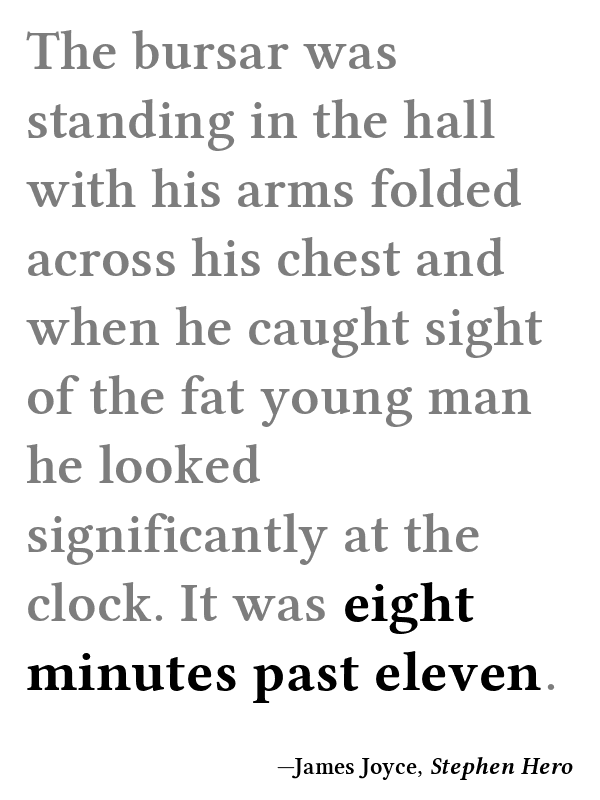 The bursar was
standing in the hall
with his arms folded
across his chest and
when he caught sight
of the fat young man
he looked
significantly at the
clock. It was eight
minutes past eleven.
—James Joyce, Stephen Hero